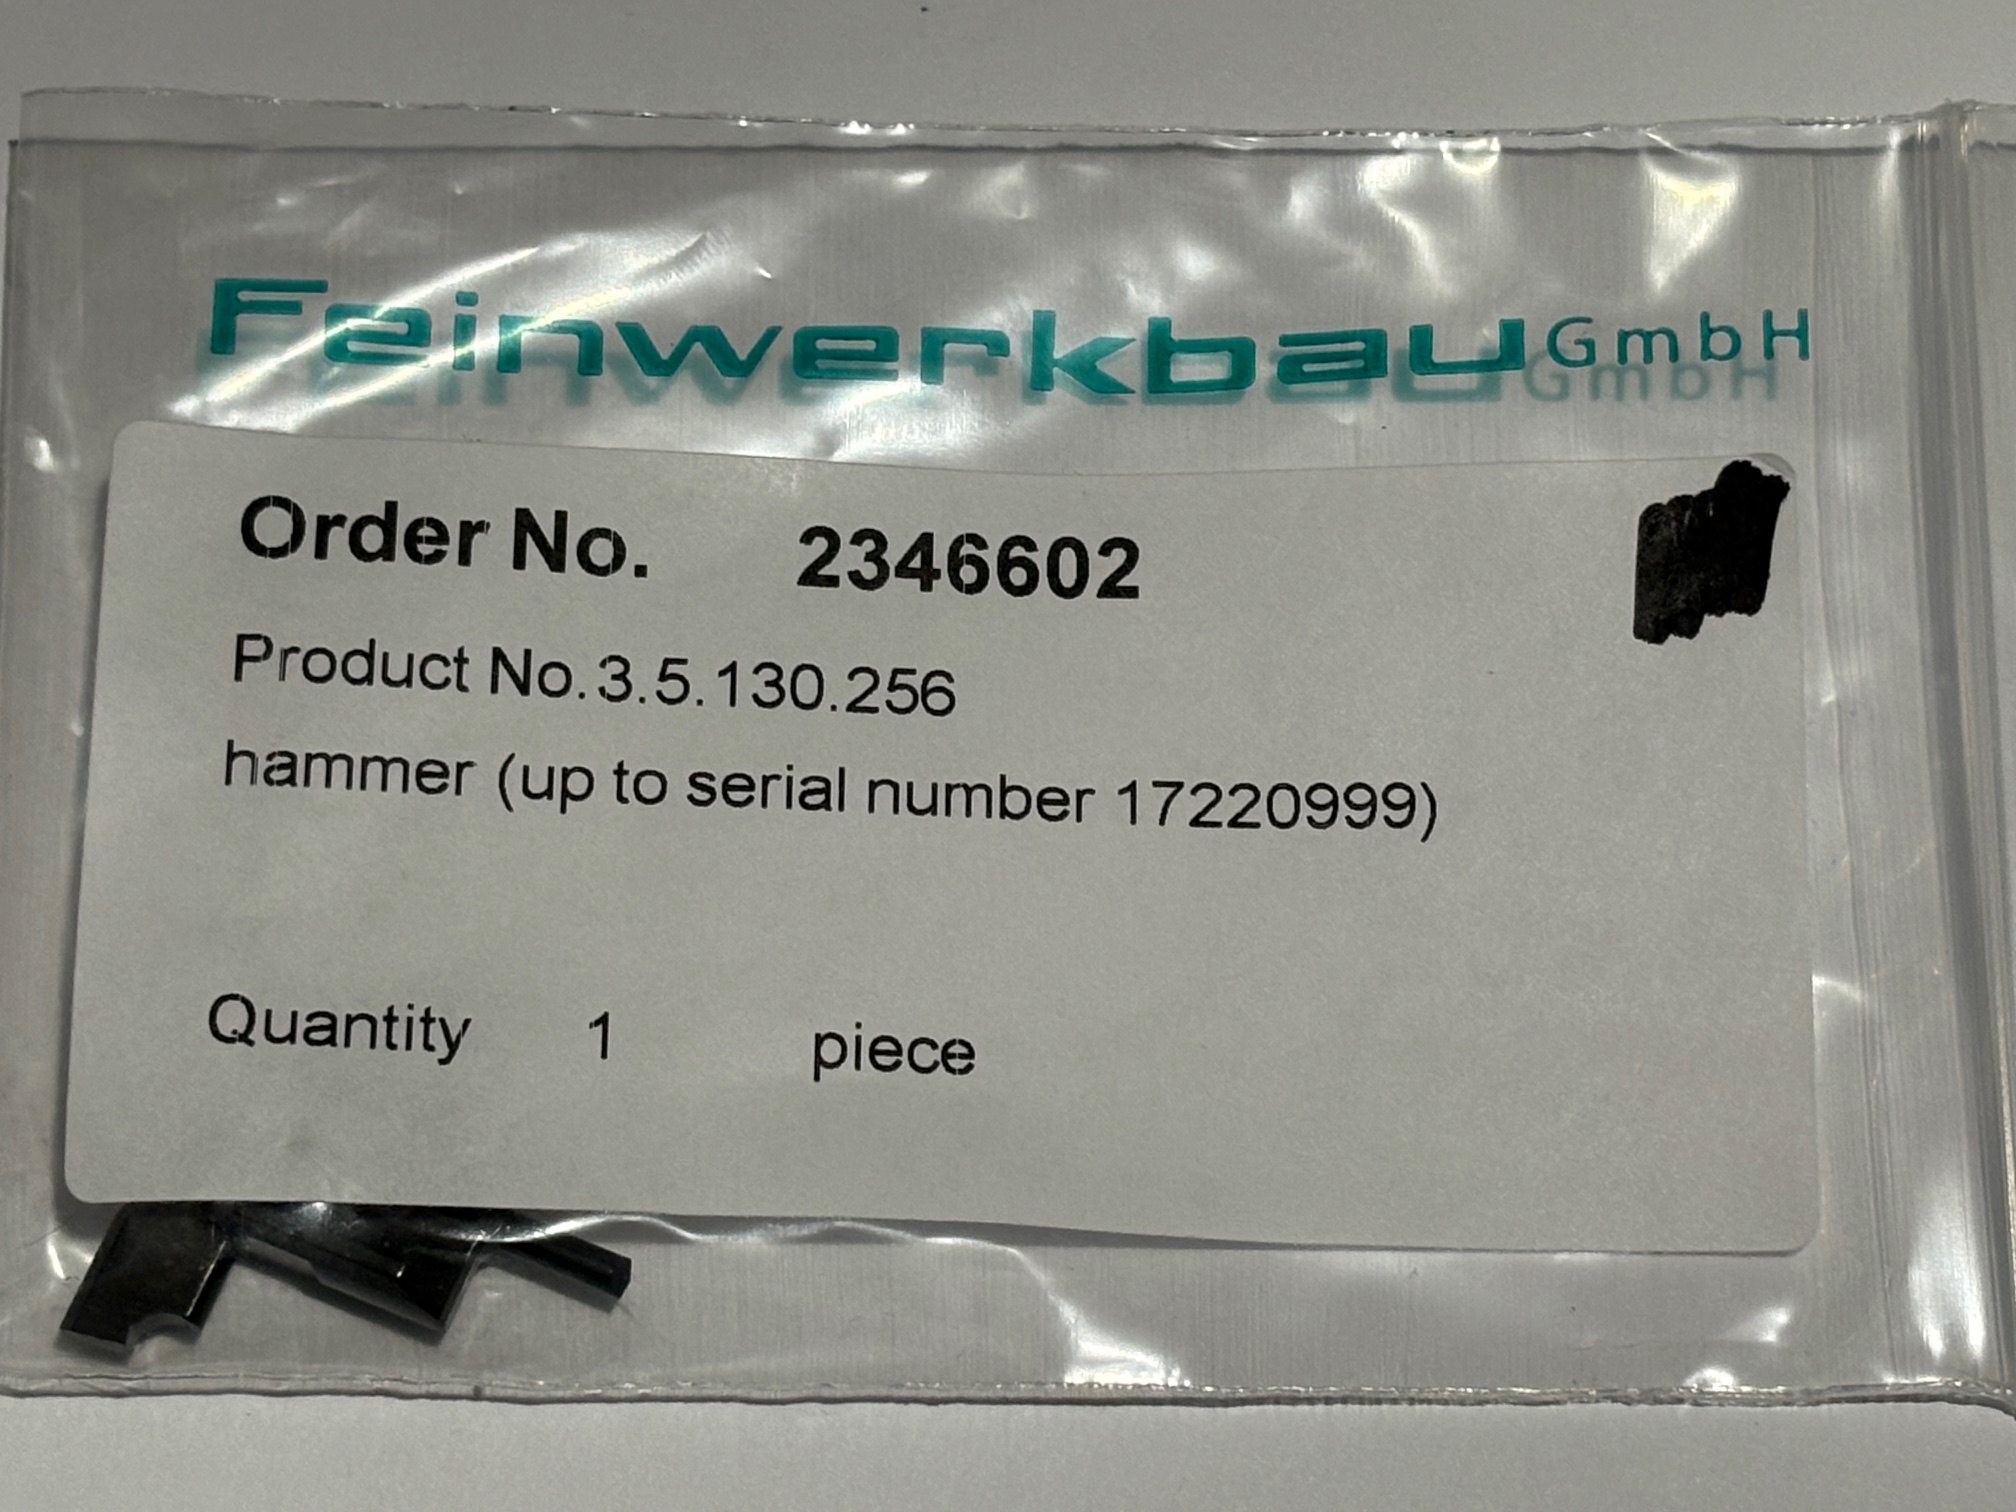 Feinwerkbau GmbH
Order No. 2346602
Product No. 3.5.130.256
hammer (up to serial number 17220999)
Quantity 1 piece